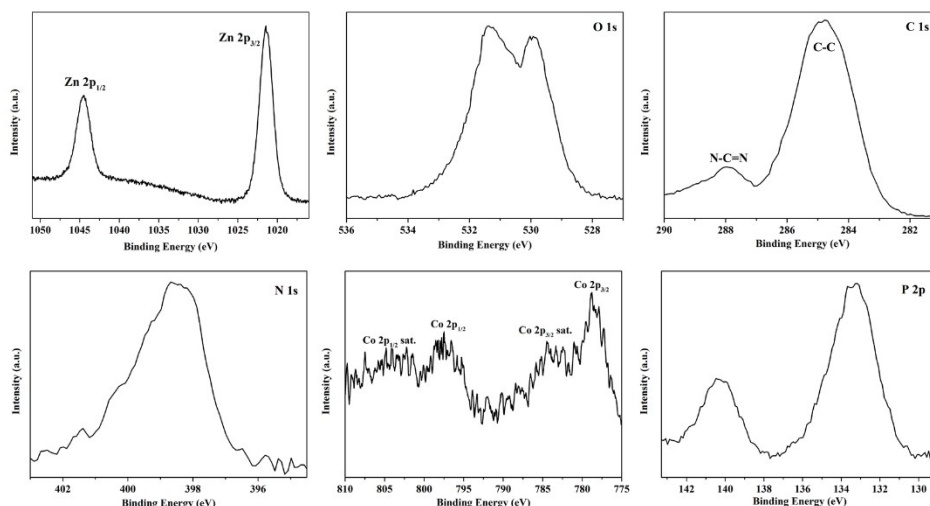 Zn 2p1/2
Zn 2p3/2
Intensity (a.u.)
1050 1045 1040 1035 1030 1025 1020
Binding Energy (eV)
O 1s
Intensity (a.u.)
536 534 532 530 528
Binding Energy (eV)
C 1s
C-C
N-C=N
Intensity (a.u.)
290 288 286 284 282
Binding Energy (eV)
N 1s
Intensity (a.u.)
402 400 398 396
Binding Energy (eV)
Co 2p1/2 sat.
Co 2p1/2
Co 2p3/2 sat.
Co 2p3/2
Intensity (a.u.)
810 805 800 795 790 785 780 775
Binding Energy (eV)
P 2p
Intensity (a.u.)
142 140 138 136 134 132 130
Binding Energy (eV)